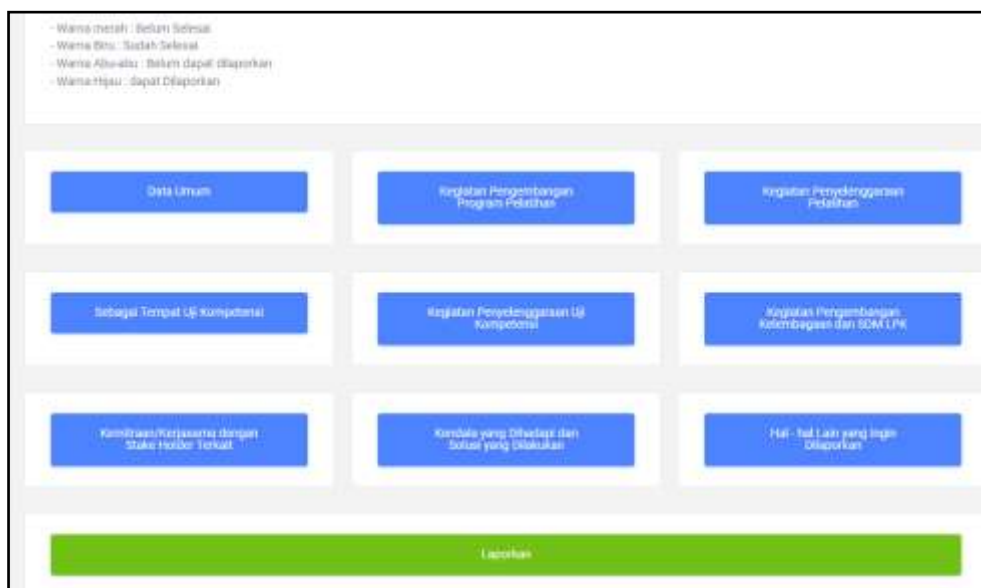 - Warna merah : Belum Selesai
- Warna Biru : Sudah Selesai
- Warna Abu-abu : Belum dapat dilaporkan
- Warna Hijau : dapat Dilaporkan
Data Umum
Kegiatan Pengembangan
Program Pelatihan
Kegiatan Penyelenggaraan
Pelatihan
Sebagai Tempat Uji Kompetensi
Kegiatan Penyelenggaraan Uji
Kompetensi
Kegiatan Pengembangan
Kelembagaan dan SDM LPK
Kemitraan/Kerjasama dengan
Stake Holder Terkait
Kendala yang Dihadapi dan
Solusi yang Dilakukan
Hal - hal Lain yang Ingin
Dilaporkan
Laporkan